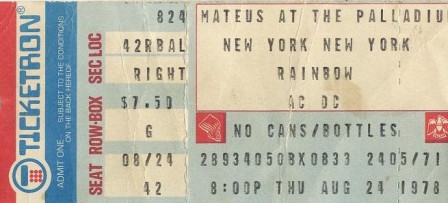 TICKETRON®
ADMIT ONE. SUBJECT TO THE CONDITIONS
ON THE BACK HEREOF.
SEAT ROW-BOX SEC LOC
824
42RBAL
RIGHT
$7.50
G
08/24
42
MATEUS AT THE PALLADIU
NEW YORK NEW YORK
RAINBOW
AC DC
NO CANS/BOTTLES
28934050BX0833 2405/71
8:00P THU AUG 24 1978